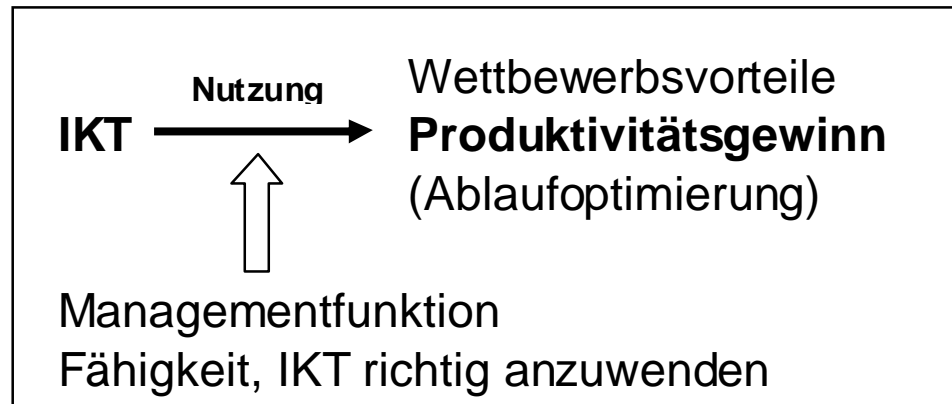 Nutzung
Wettbewerbsvorteile
IKT
Produktivitätsgewinn
(Ablaufoptimierung)
Managementfunktion
Fähigkeit, IKT richtig anzuwenden